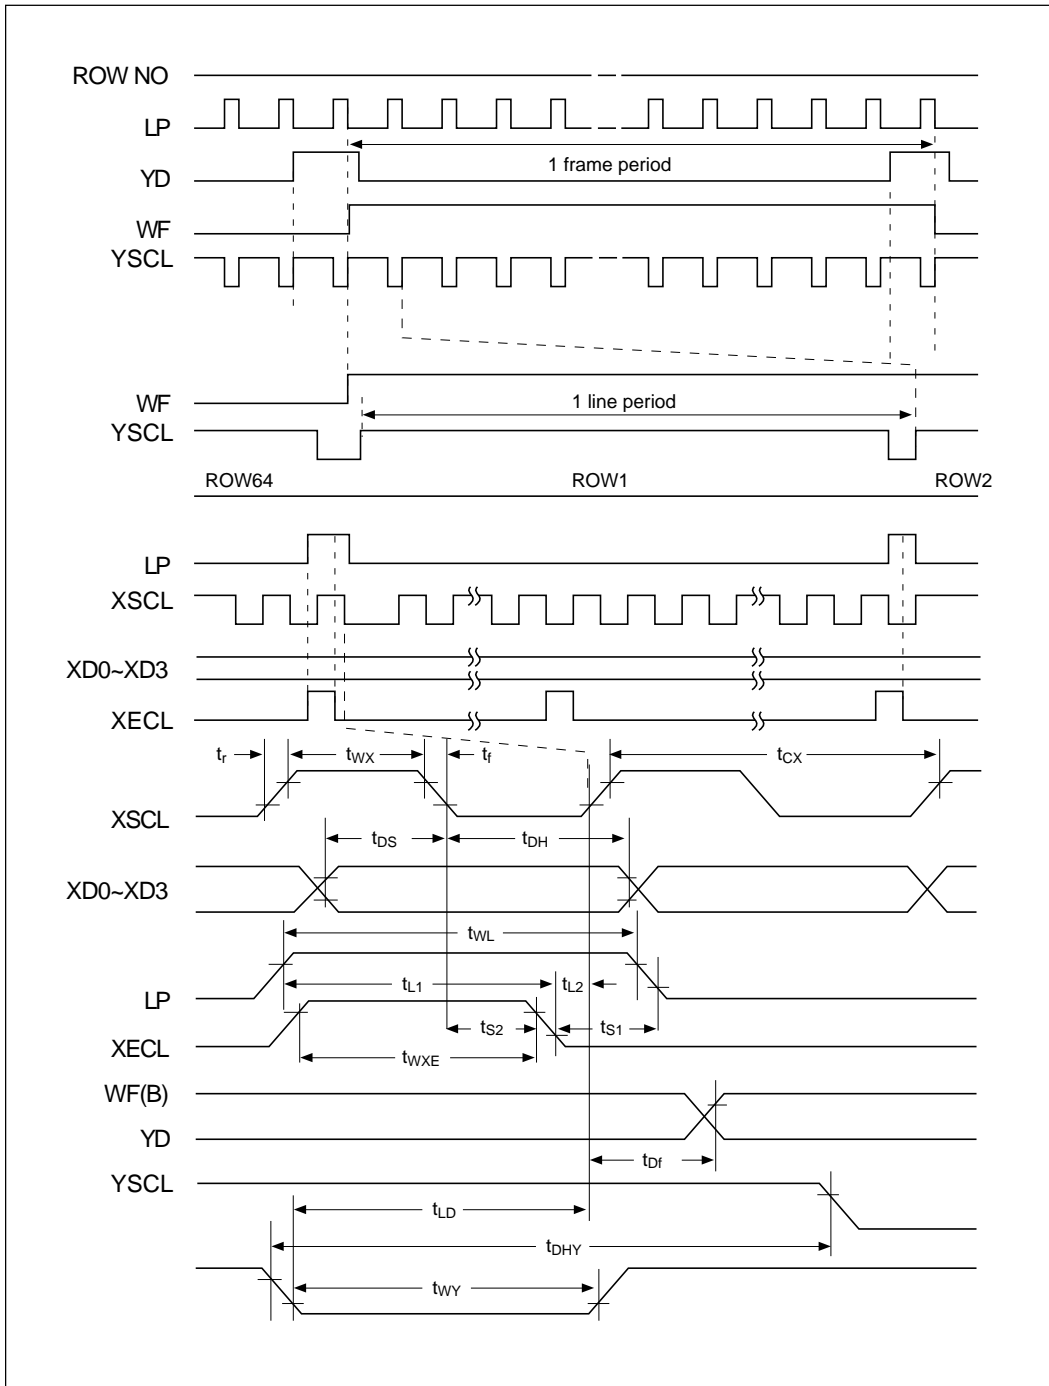 ROW NO
LP
1 frame period
YD
WF
YSCL
WF
1 line period
YSCL
ROW64 ROW1 ROW2
LP
XSCL
XD0~XD3
XECL
tr tWX tf tCX
XSCL
tDS tDH
XD0~XD3
tWL
tL1 tL2
LP
tS2 tS1
XECL
tWXE
WF(B)
YD
tDf
YSCL
tLD
tDHY
tWY